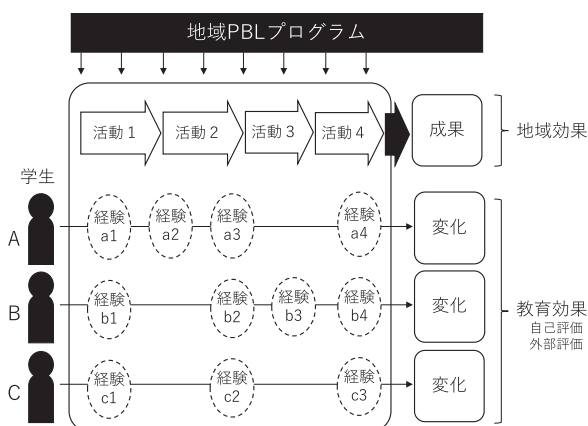 地域PBLプログラム
活動 1
活動 2
活動 3
活動 4
成果
地域効果
学生
A
経験
a1
経験
a2
経験
a3
経験
a4
変化
B
経験
b1
経験
b2
経験
b3
経験
b4
変化
教育効果
自己評価
外部評価
C
経験
c1
経験
c2
経験
c3
変化